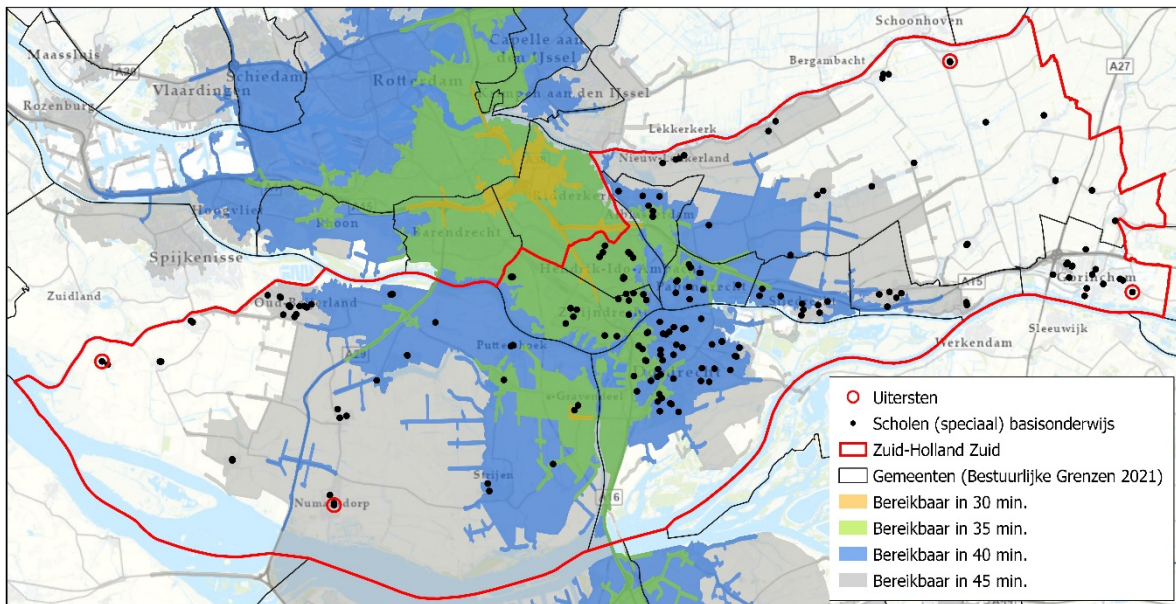 Schoonhoven
Maassluis
A20
Schiedam
Capelle aan
den IJssel
Bergambacht
A27
Vlaardingen
Rotterdam
Krimpen aan den IJssel
Rozenburg
Lekkerkerk
Nieuw-Lekkerland
Ridderkerk
Hoogvliet
Rhoon
A15
Alblasserdam
Barendrecht
Spijkenisse
Hendrik-Ido-Ambacht
Papendrecht
Gorinchem
Zuidland
Oud-Beijerland
Zwijndrecht
Sliedrecht
A15
Sleeuwijk
Werkendam
A29
Puttershoek
Dordrecht
's-Gravendeel
Strijen
Numansdorp
A16
Uitersten
Scholen (speciaal) basisonderwijs
Zuid-Holland Zuid
Gemeenten (Bestuurlijke Grenzen 2021)
Bereikbaar in 30 min.
Bereikbaar in 35 min.
Bereikbaar in 40 min.
Bereikbaar in 45 min.